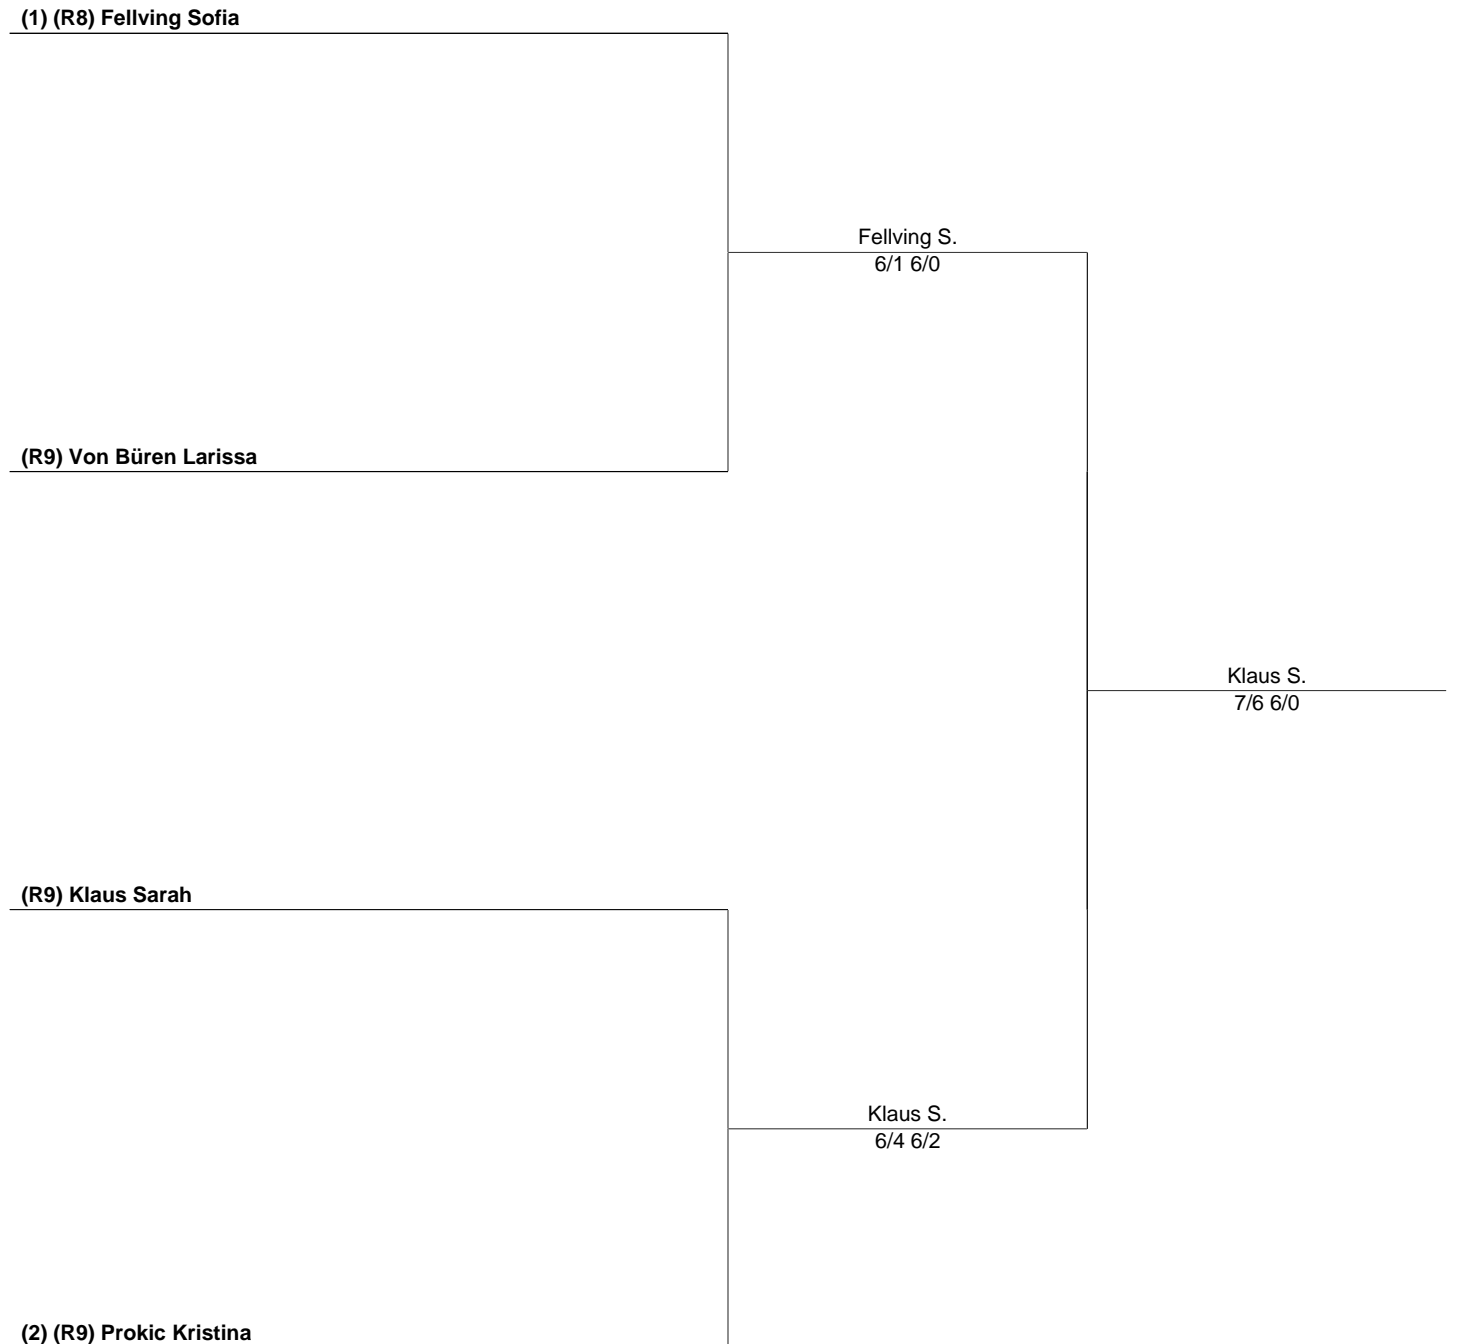 (1) (R8) Fellving Sofia
Fellving S.
6/1 6/0
(R9) Von Büren Larissa
Klaus S.
7/6 6/0
(R9) Klaus Sarah
Klaus S.
6/4 6/2
(2) (R9) Prokic Kristina